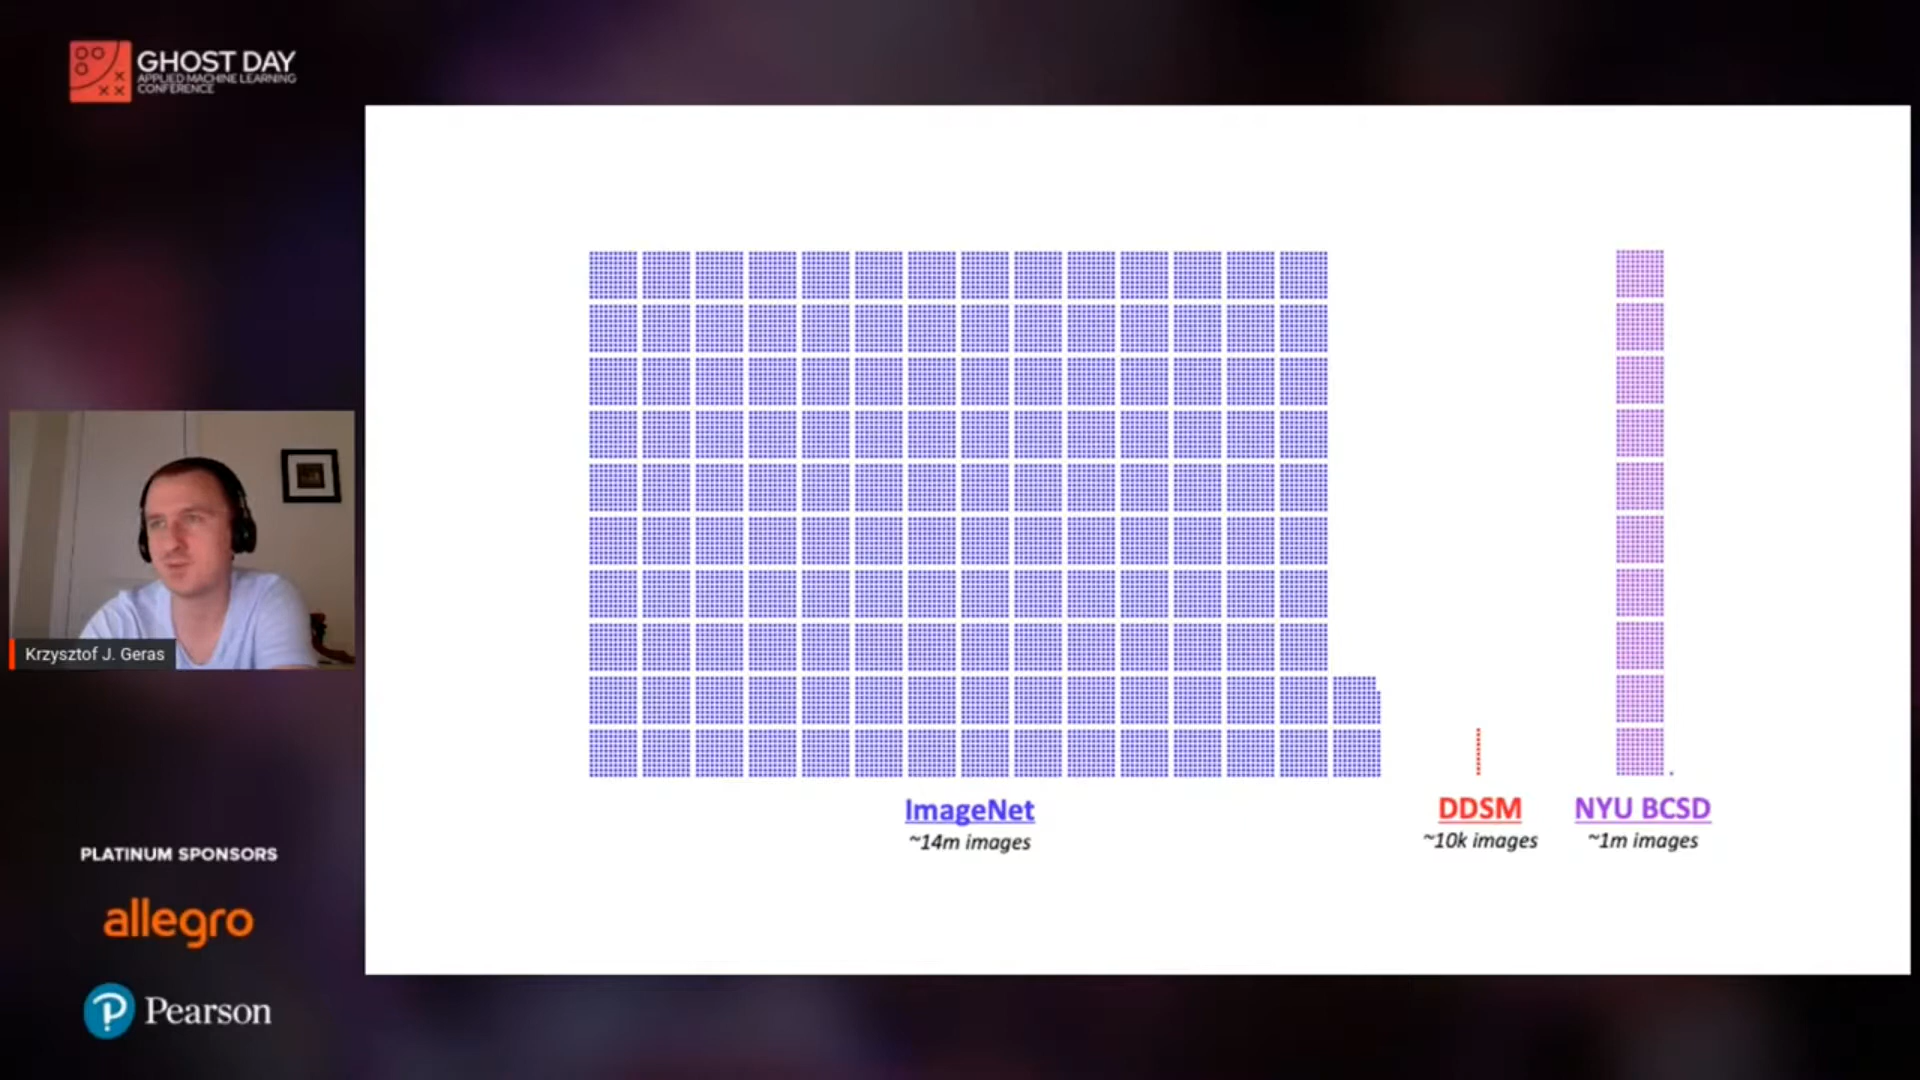 GHOST DAY
APPLIED MACHINE LEARNING
CONFERENCE
Krzysztof J. Geras
PLATINUM SPONSORS
allegro
Pearson
ImageNet
~14m images
DDSM
~10k images
NYU BCSD
~1m images